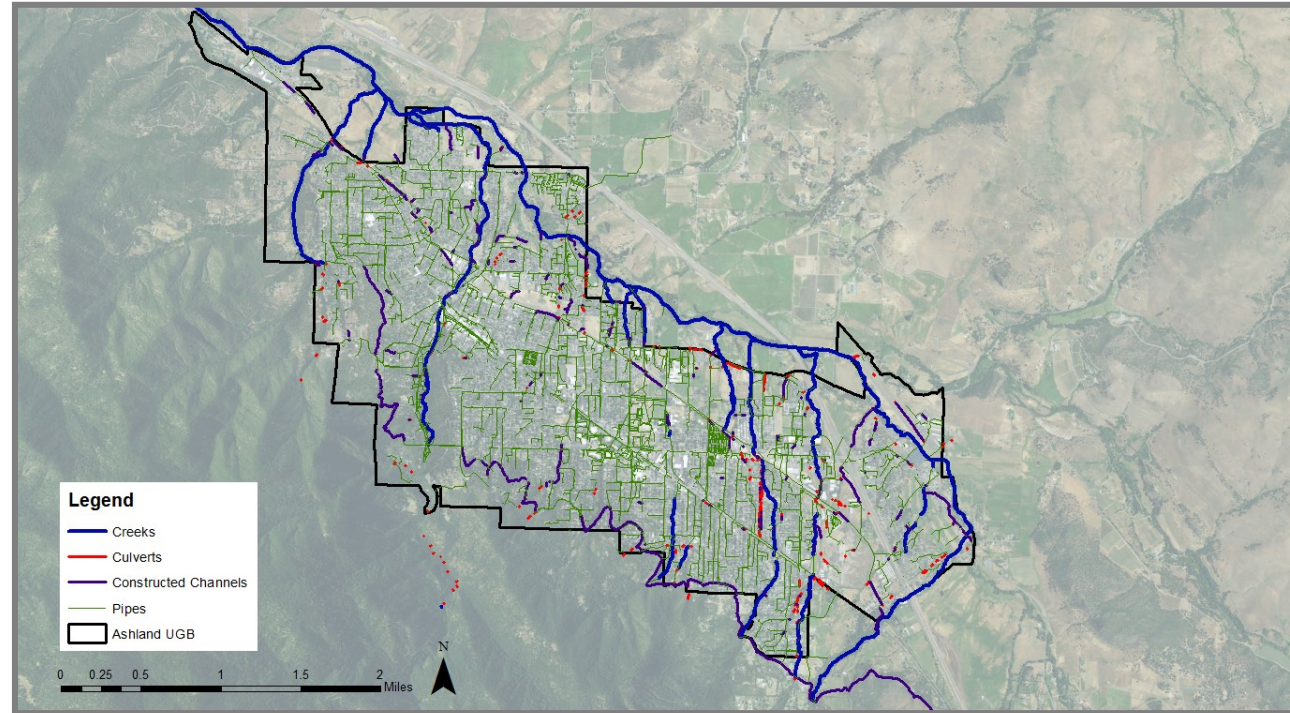 Legend
Creeks
Culverts
Constructed Channels
Pipes
Ashland UGB
N
0 0.25 0.5 1 1.5 2
Miles